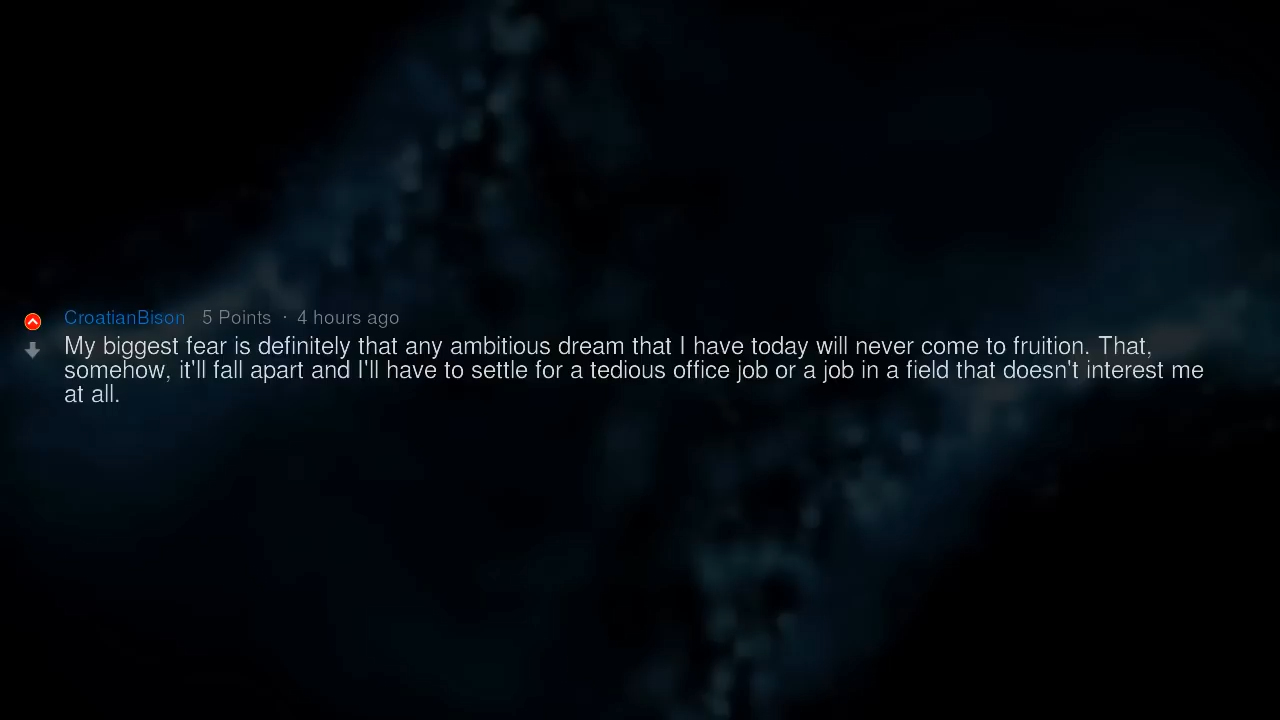 CroatianBison 5 Points · 4 hours ago
My biggest fear is definitely that any ambitious dream that I have today will never come to fruition. That,
somehow, it'll fall apart and I'll have to settle for a tedious office job or a job in a field that doesn't interest me
at all.